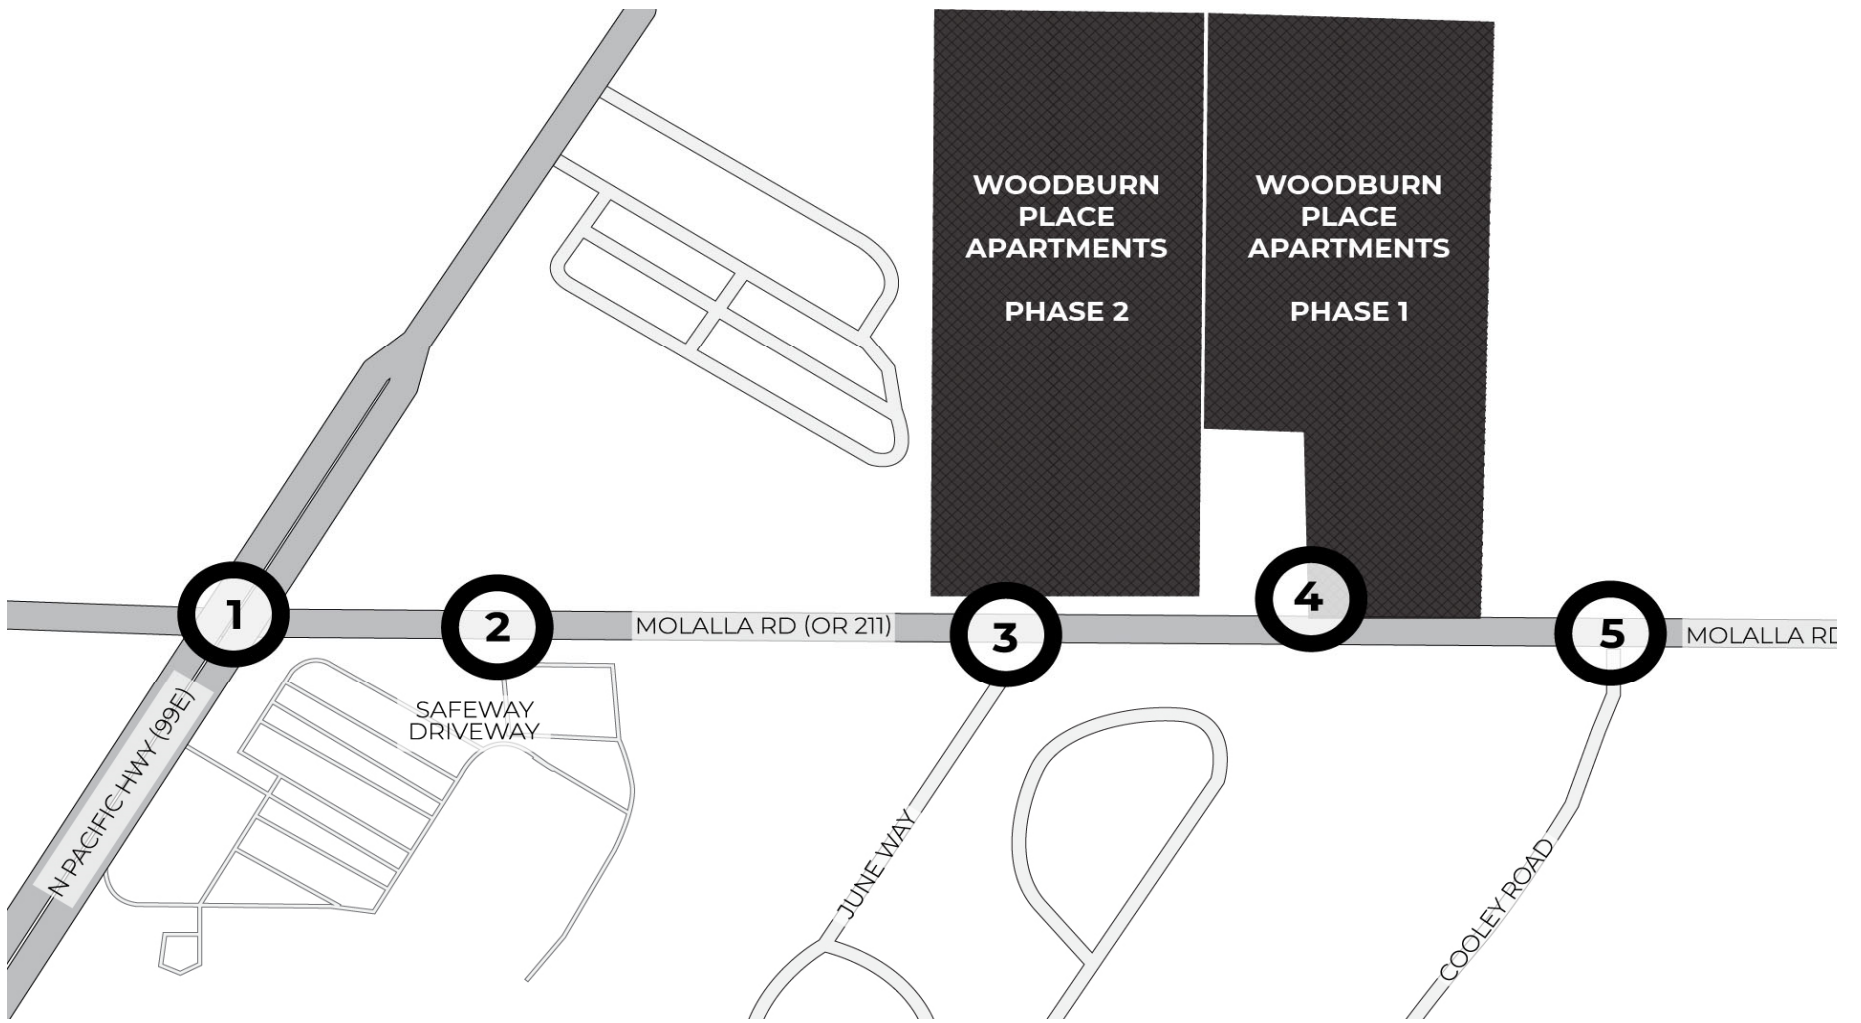 WOODBURN
PLACE
APARTMENTS
PHASE 2
WOODBURN
PLACE
APARTMENTS
PHASE 1
1
2
MOLALLA RD (OR 211)
3
4
5
MOLALLA RD
SAFEWAY
DRIVEWAY
N PACIFIC HWY (99E)
JUNE WAY
COOLEY ROAD